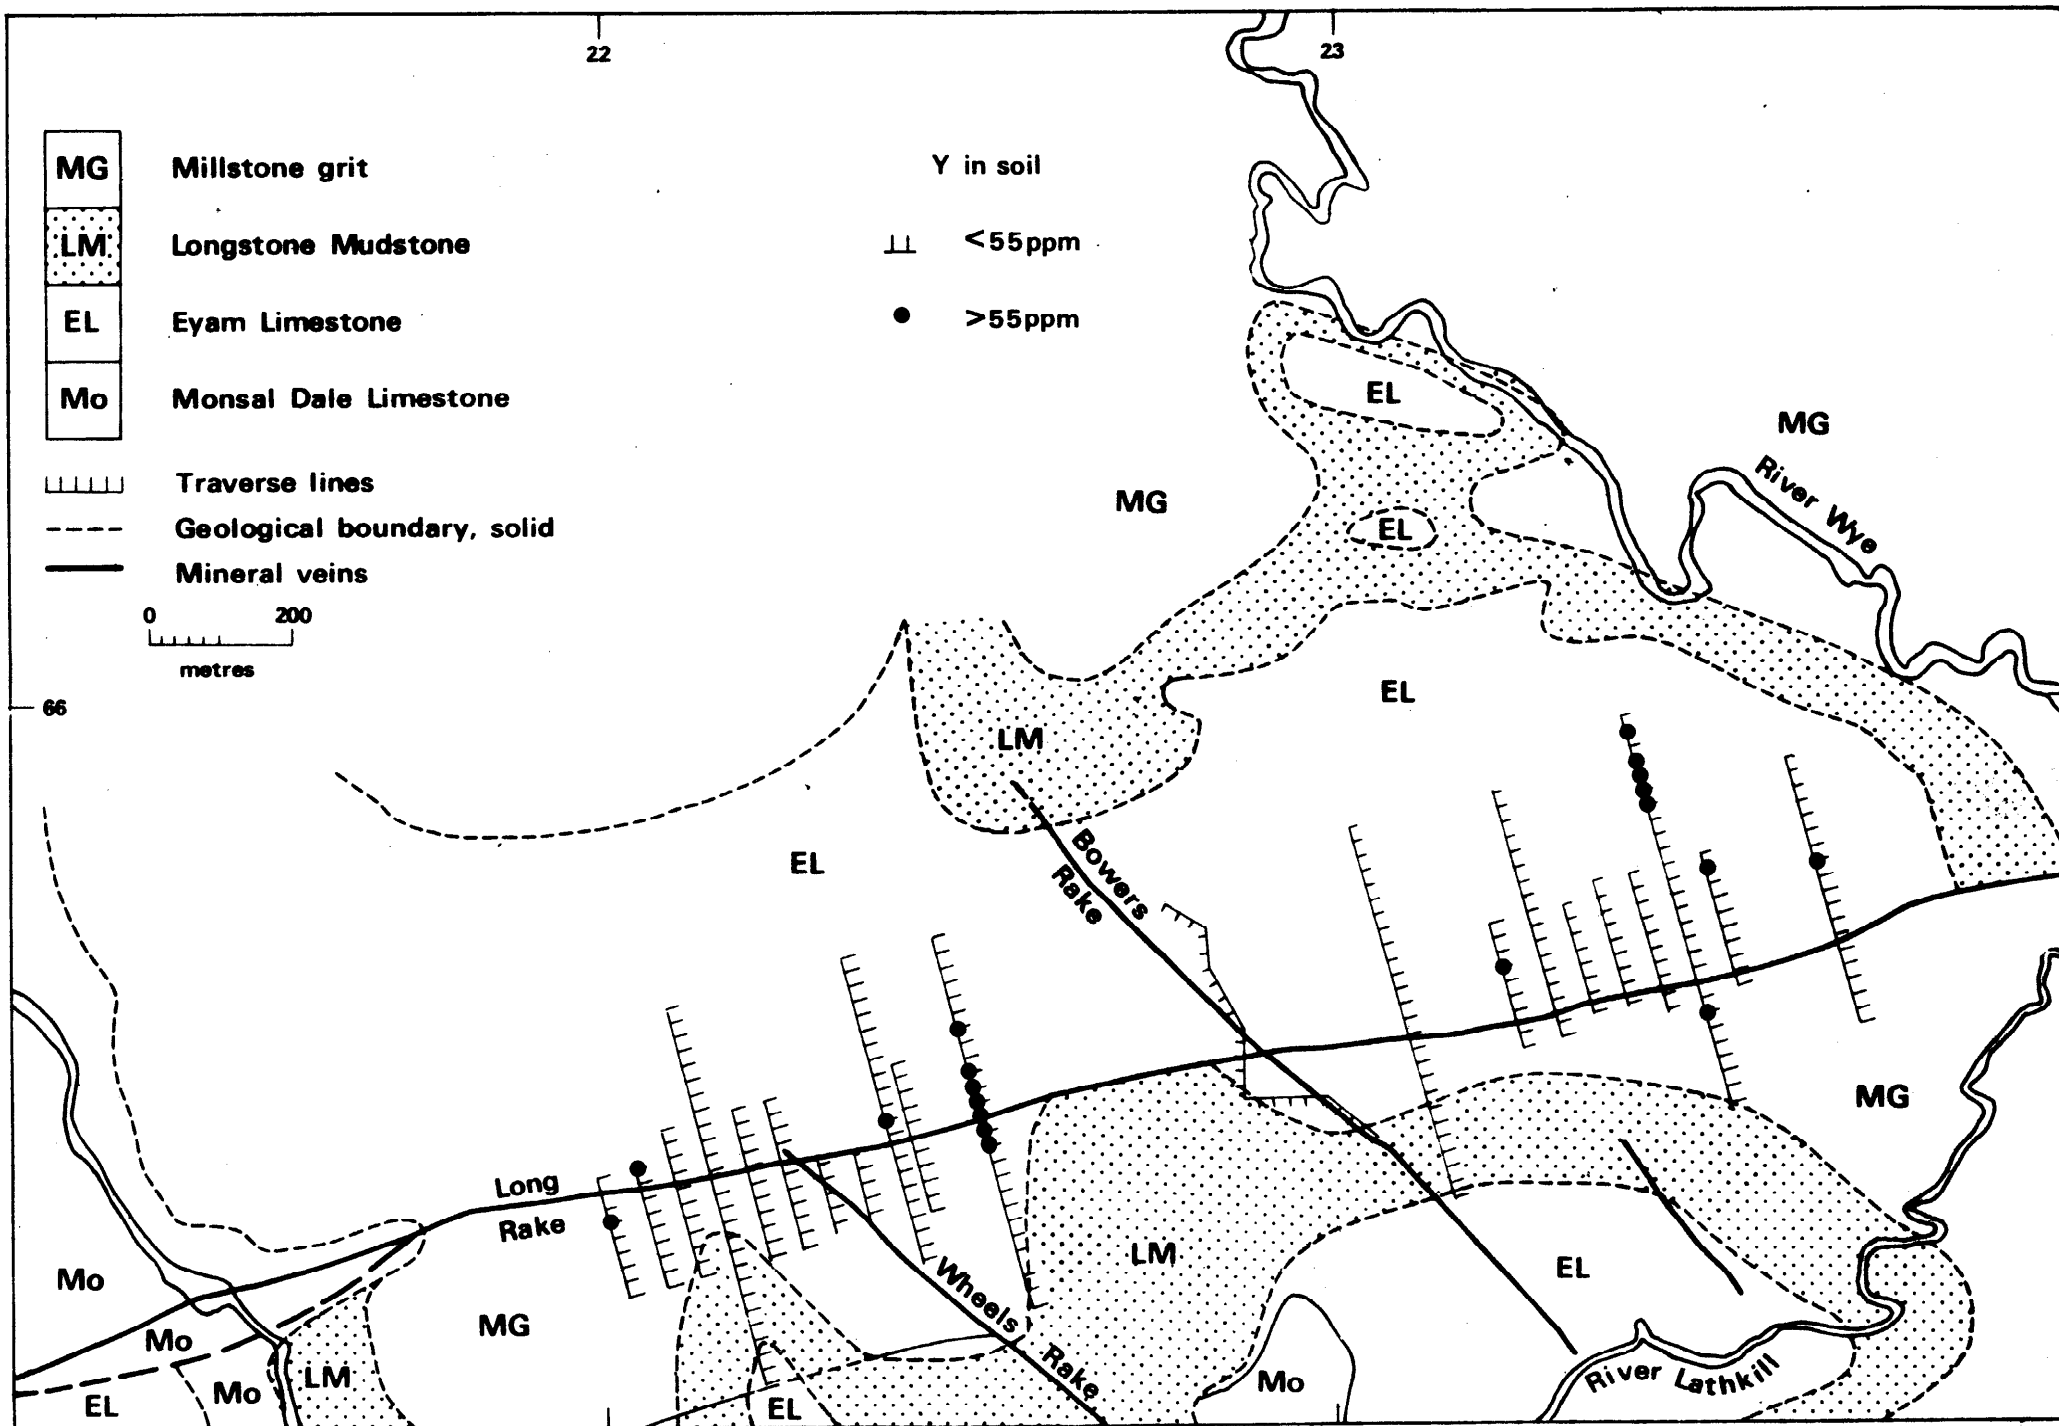 22
23
MG Millstone grit
LM Longstone Mudstone
EL Eyam Limestone
Mo Monsal Dale Limestone
Traverse lines
Geological boundary, solid
Mineral veins
0 200
metres
Y in soil
<55ppm
>55ppm
EL
MG
MG
River Wye
EL
66
EL
LM
Bowers
Rake
EL
MG
Long
Rake
LM
EL
Wheels
Rake
Mo
MG
Mo
LM
Mo
EL
EL
Mo
River Lathkill